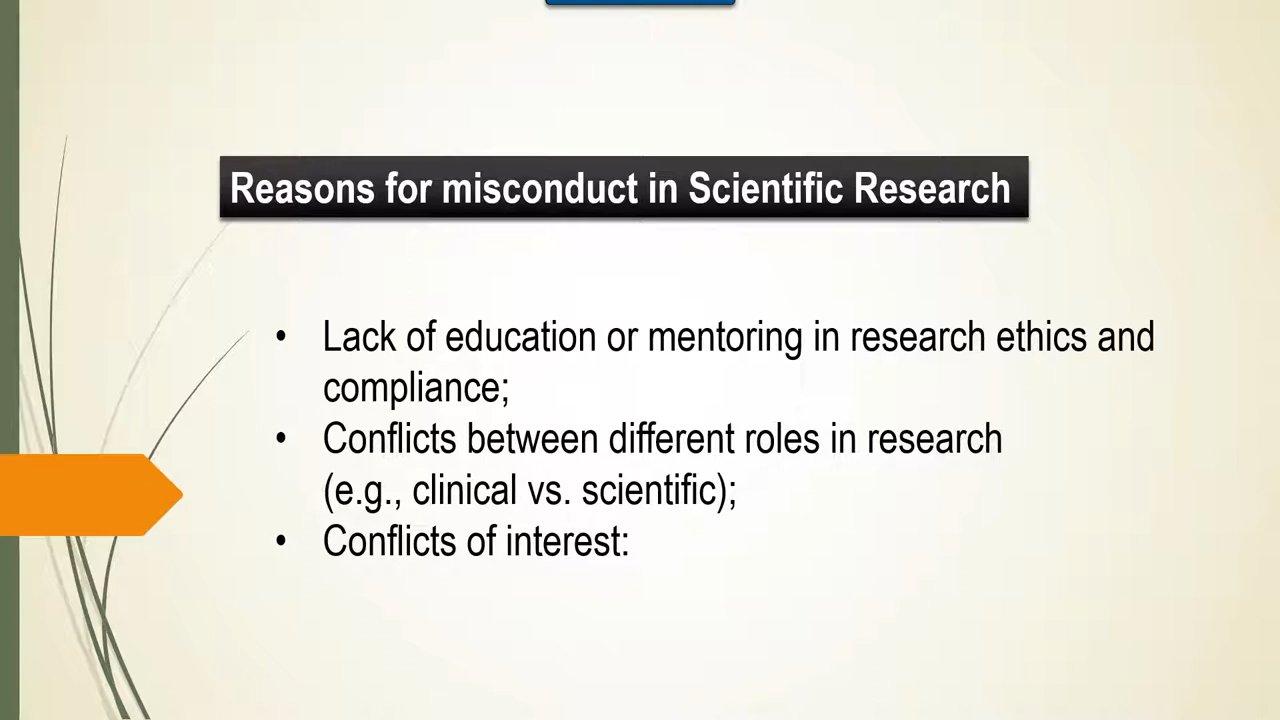 Reasons for misconduct in Scientific Research
• Lack of education or mentoring in research ethics and
compliance;
• Conflicts between different roles in research
(e.g., clinical vs. scientific);
• Conflicts of interest: